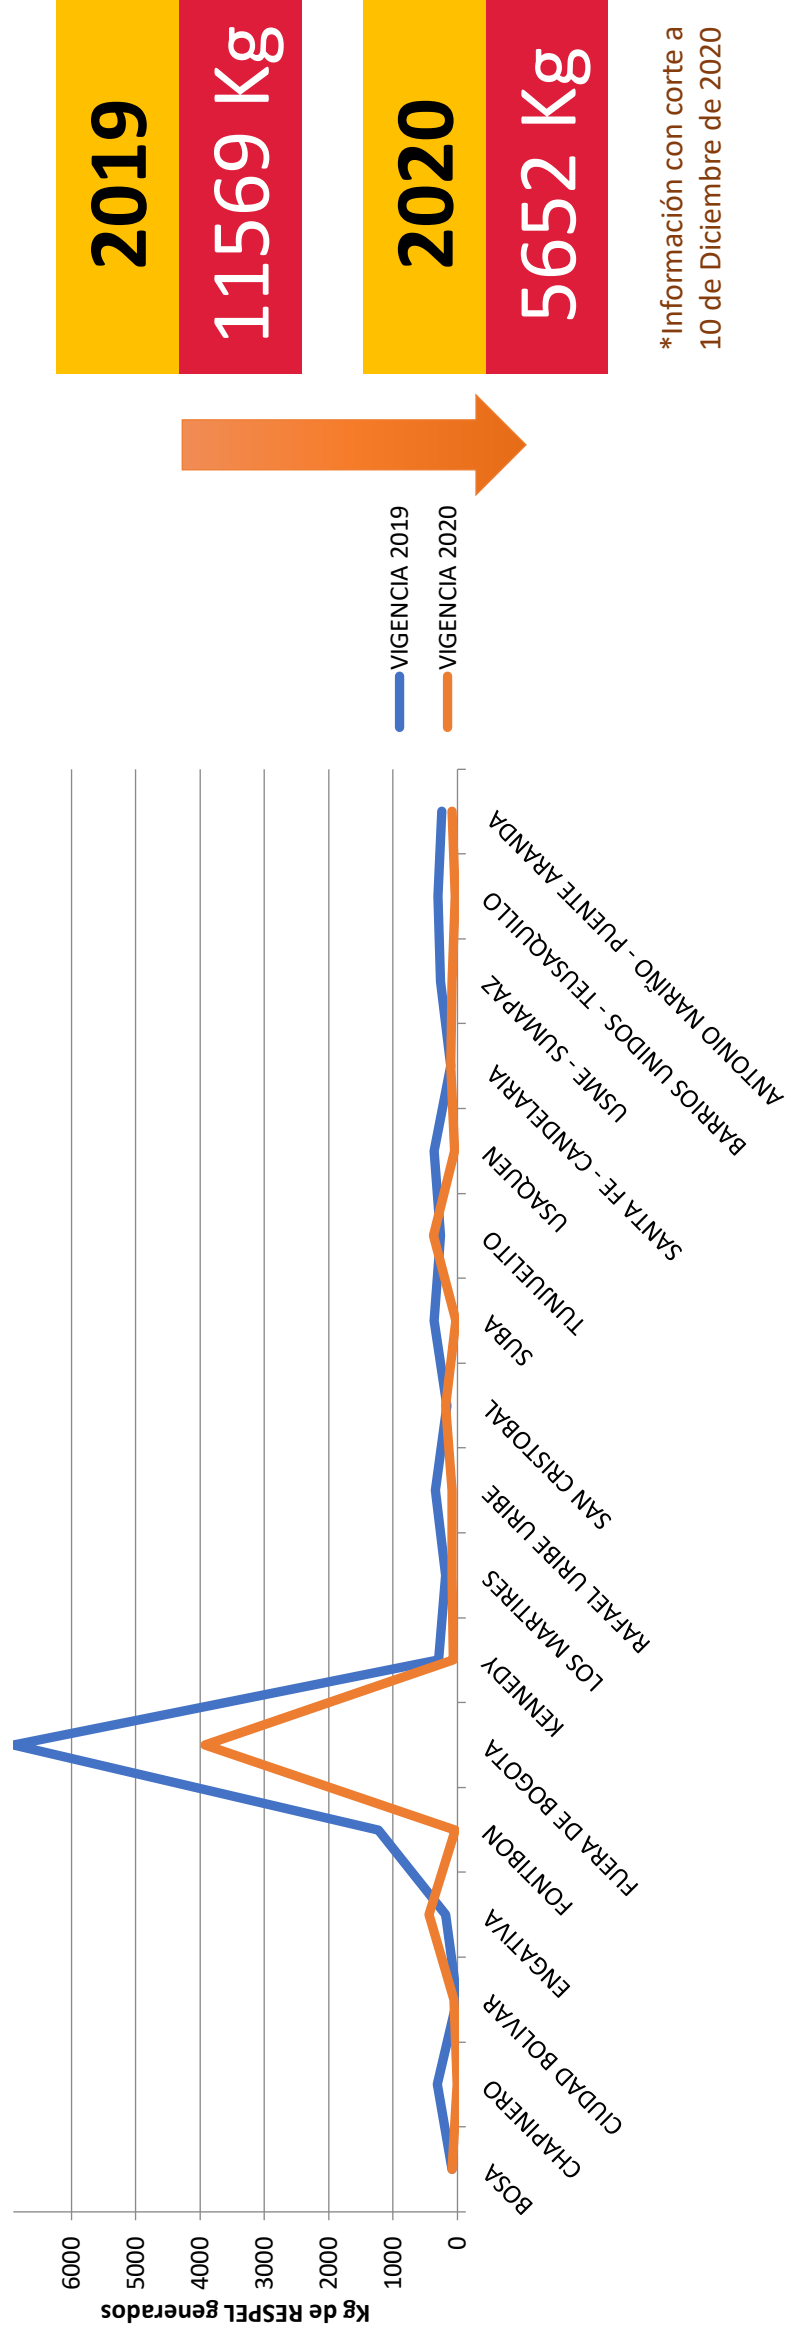 Kg de RESPEL generados
6000
5000
4000
3000
2000
1000
0
BOSA
CHAPINERO
CIUDAD BOLIVAR
ENGATIVA
FONTIBON
FUERA DE BOGOTA
KENNEDY
LOS MARTIRES
RAFAEL URIBE URIBE
SAN CRISTOBAL
SUBA
TUNJUELITO
USAQUEN
SANTA FE - CANDELARIA
USME - SUMAPAZ
BARRIOS UNIDOS - TEUSAQUILLO
ANTONIO NARIÑO - PUENTE ARANDA
VIGENCIA 2019
VIGENCIA 2020
2019
11569 Kg
2020
5652 Kg
*Información con corte a
10 de Diciembre de 2020